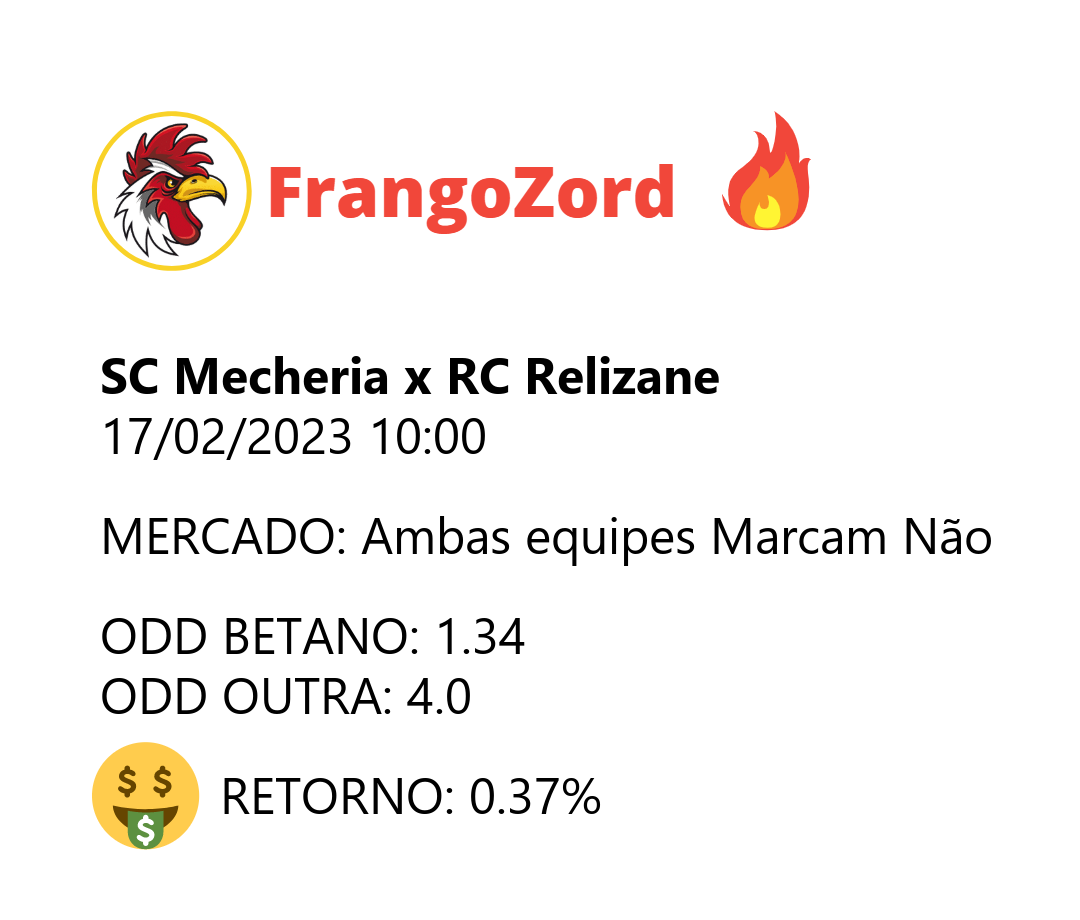 FrangoZord
SC Mecheria x RC Relizane
17/02/2023 10:00
MERCADO: Ambas equipes Marcam Não
ODD BETANO: 1.34
ODD OUTRA: 4.0
$ $
$
RETORNO: 0.37%